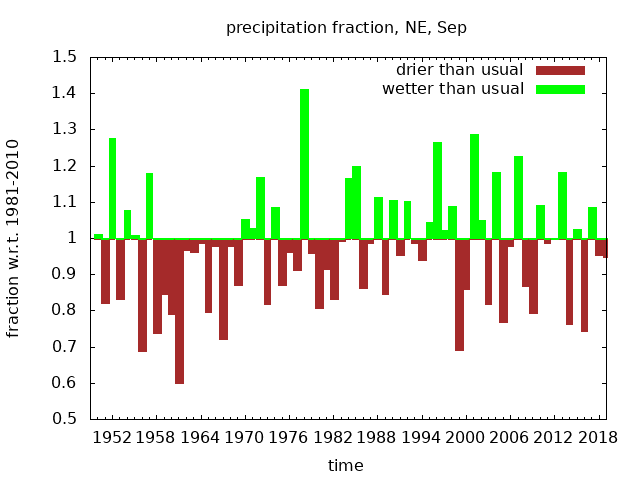 precipitation fraction, NE, Sep
drier than usual
wetter than usual
fraction w.r.t. 1981-2010
1.5
1.4
1.3
1.2
1.1
1
0.9
0.8
0.7
0.6
0.5
1952 1958 1964 1970 1976 1982 1988 1994 2000 2006 2012 2018
time